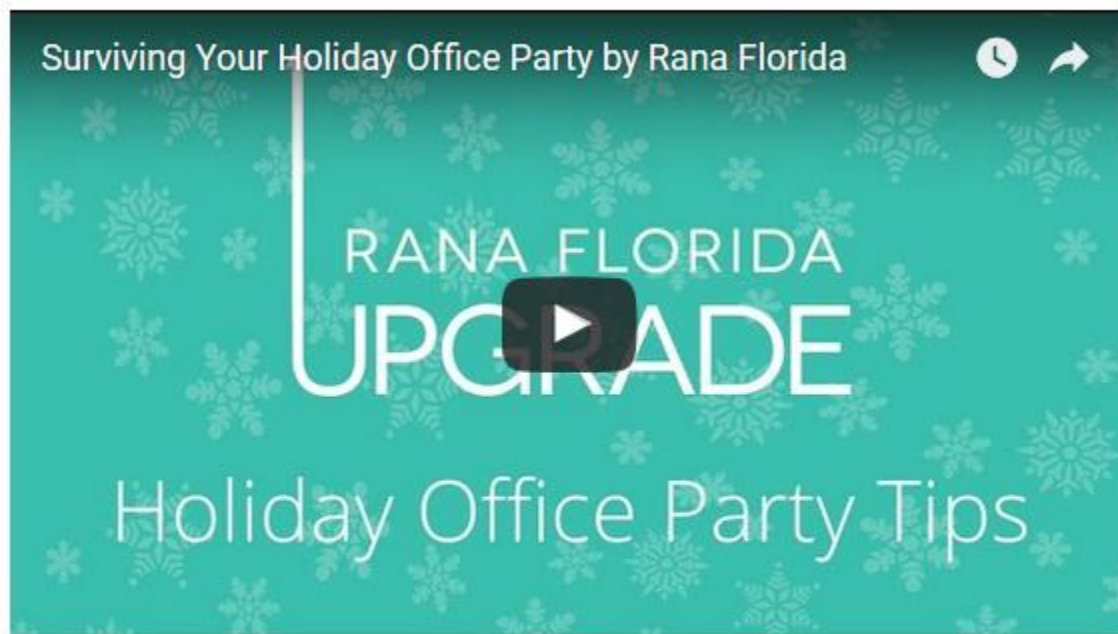 Surviving Your Holiday Office Party by Rana Florida
RANA FLORIDA
UPGRADE
Holiday Office Party Tips